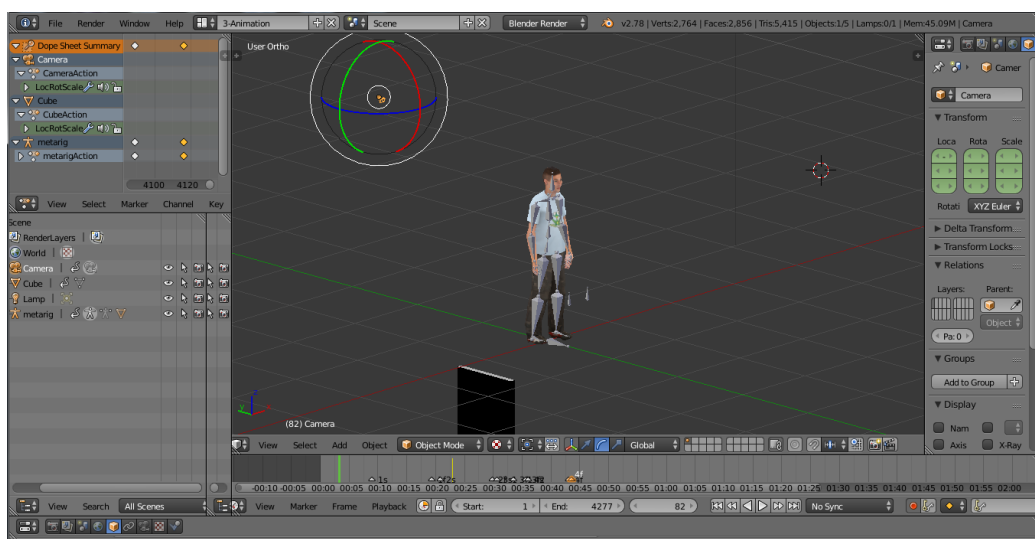 File Render Window Help 3-Animation Scene Blender Render v2.78 | Verts:2,764 | Faces:2,856 | Tris:5,415 | Objects:1/5 | Lamps:0/1 | Mem:45.09M | Camera
Dope Sheet Summary
Camera
CameraAction
LocRotScale
Cube
CubeAction
LocRotScale
metarig
metarigAction
4100 4120
View Select Marker Channel Key
Scene
RenderLayers |
World |
Camera |
Cube |
Lamp |
metarig |
View Search All Scenes
User Ortho
(82) Camera
View Select Add Object Object Mode Global
1s
4f
-00:10 -00:05 00:00 00:05 00:10 00:15 00:20 00:25 00:30 00:35 00:40 00:45 00:50 00:55 01:00 01:05 01:10 01:15 01:20 01:25 01:30 01:35 01:40 01:45 01:50 01:55 02:00
View Marker Frame Playback Start: 1 End: 4277 82 No Sync
Camer
Camera
Transform
Loca Rota Scale
Rotati XYZ Euler
Delta Transform
Transform Locks
Relations
Layers: Parent:
Object
Pa: 0
Groups
Add to Group
Display
Nam
Axis X-Ray